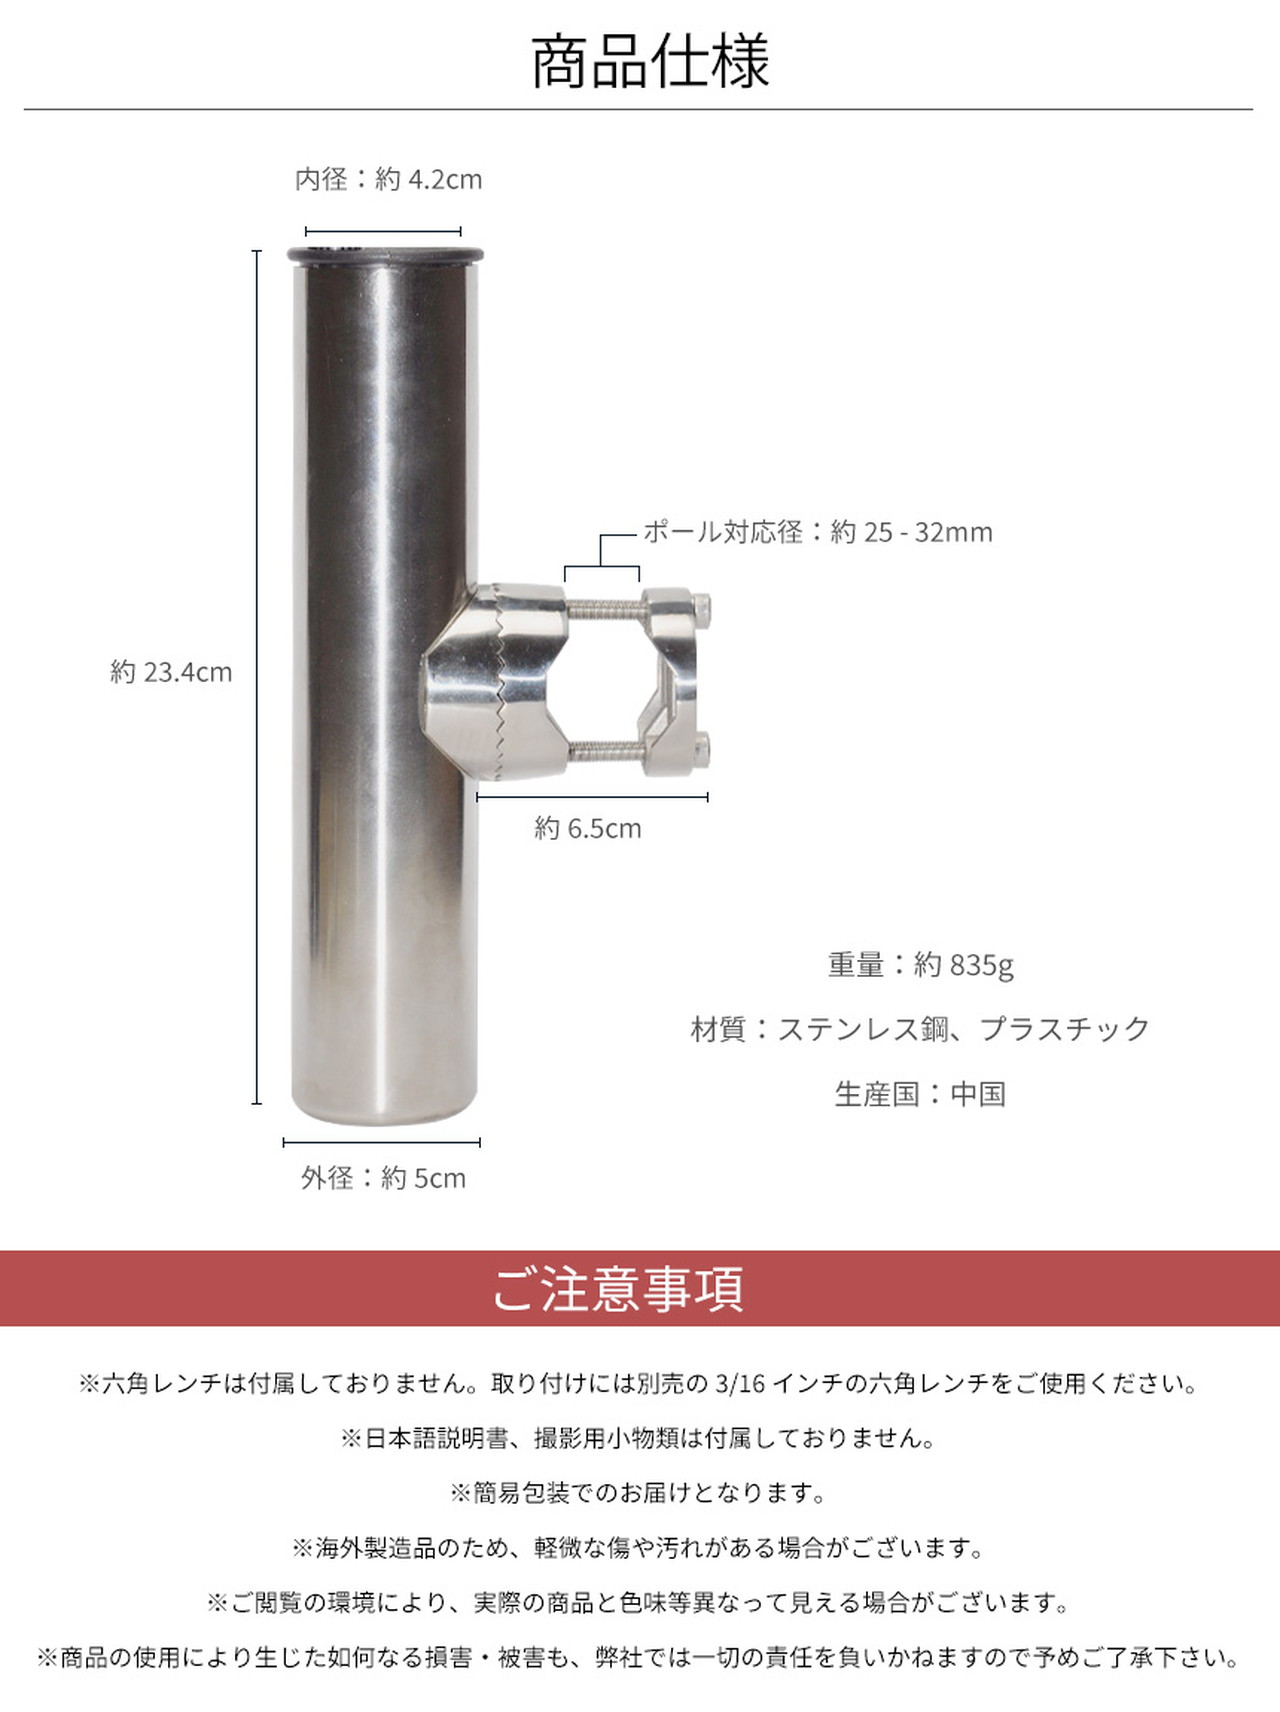 商品仕様
内径：約 4.2cm
ポール対応径：約 25 - 32mm
約 23.4cm
約 6.5cm
重量：約 835g
材質：ステンレス鋼、プラスチック
生産国：中国
外径：約 5cm
ご注意事項
※六角レンチは付属しておりません。取り付けには別売の 3/16 インチの六角レンチをご使用ください。
※日本語説明書、撮影用小物類は付属しておりません。
※簡易包装でのお届けとなります。
※海外製造品のため、軽微な傷や汚れがある場合がございます。
※ご閲覧の環境により、実際の商品と色味等異なって見える場合がございます。
※商品の使用により生じた如何なる損害・被害も、弊社では一切の責任を負いかねますので予めご了承下さい。